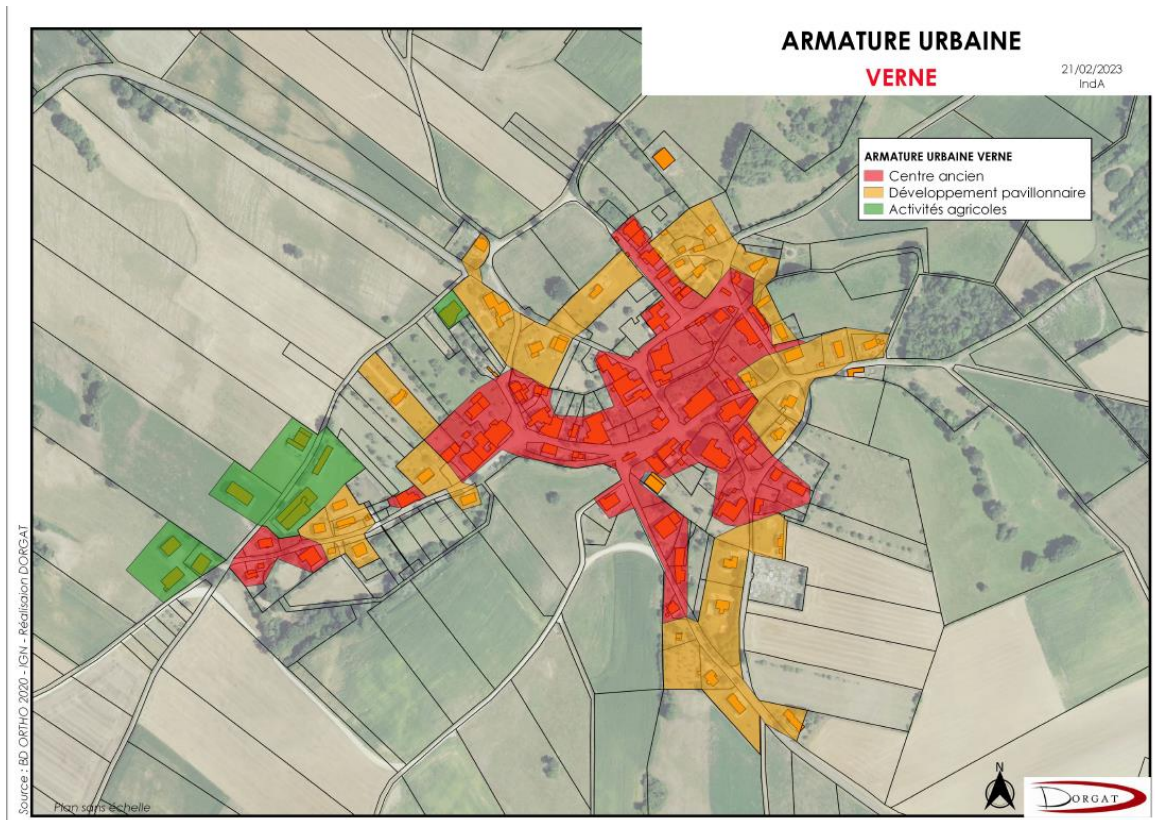 ARMATURE URBAINE
VERNE
21/02/2023
IndA
ARMATURE URBAINE VERNE
Centre ancien
Développement pavillonnaire
Activités agricoles
Source : BD ORTHO 2020 - IGN - Réalisaion DORGAT
Plan sans échelle
N
DORGAT